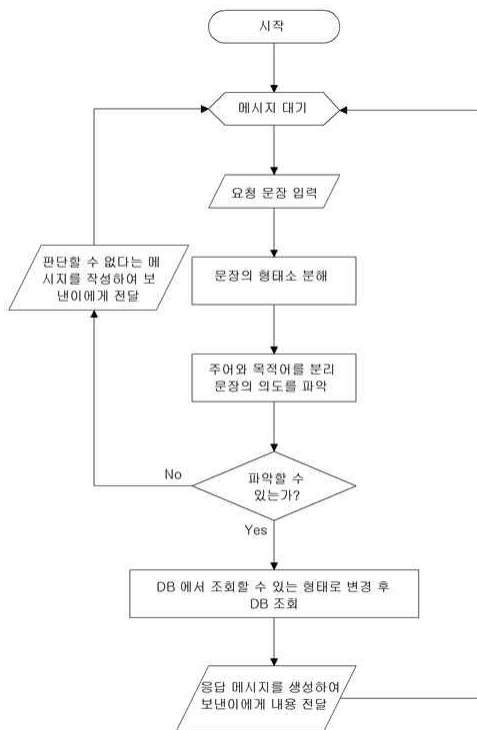 시작
메시지 대기
요청 문장 입력
판단할 수 없다는 메
시지를 작성하여 보
낸이에게 전달
문장의 형태소 분해
주어와 목적어를 분리
문장의 의도를 파악
No
파악할 수
있는가?
Yes
DB 에서 조회할 수 있는 형태로 변경 후
DB 조회
응답 메시지를 생성하여
보낸이에게 내용 전달